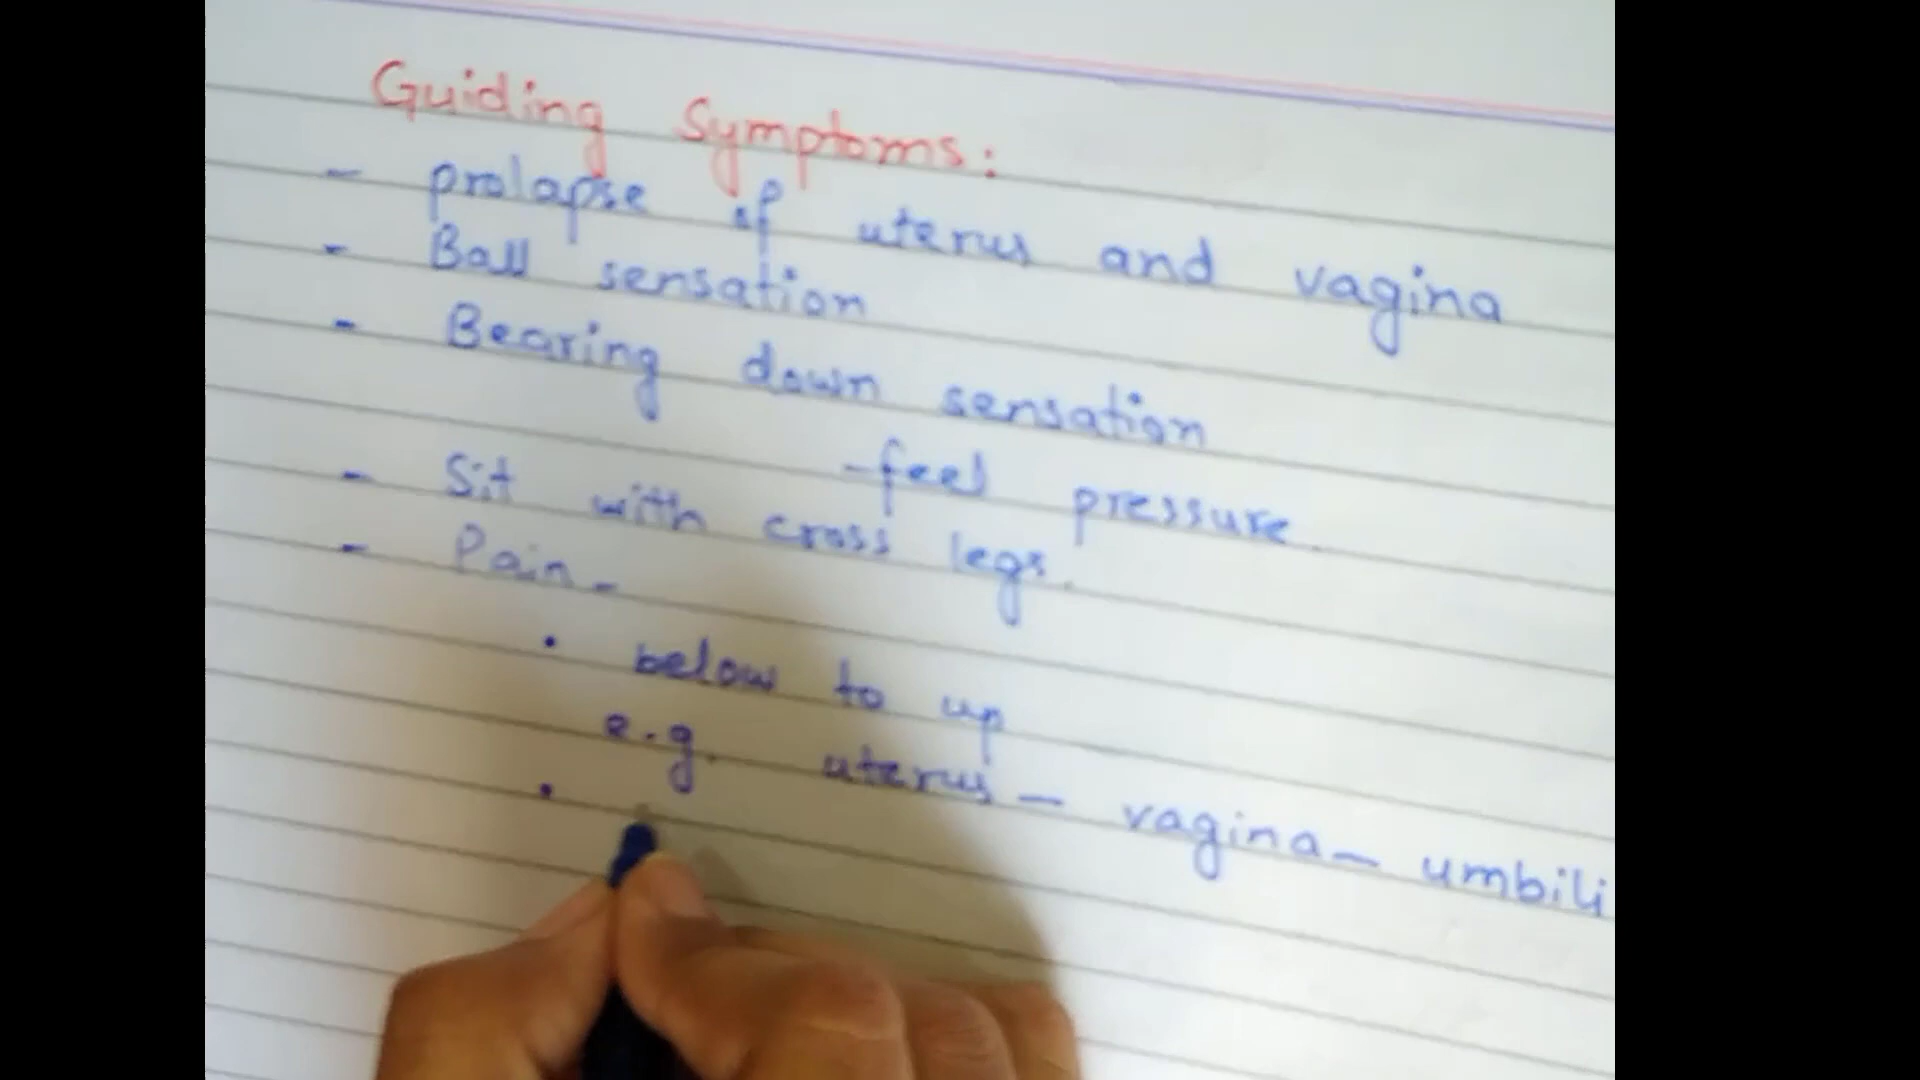 Guiding Symptoms:
- prolapse of uterus and vagina
- Ball sensation
- Bearing down sensation
- feel pressure
- Sit with cross legs.
- Pain -
• below to up
e.g. uterus - vagina - umbili
•